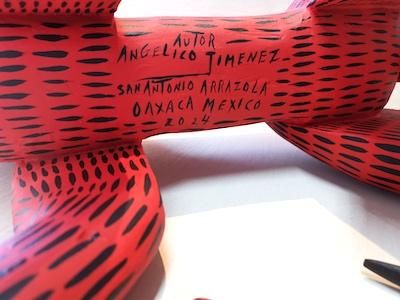 AUTOR
ANGELICO JIMENEZ
SAN ANTONIO ARRAZOLA
OAXACA MEXICO
2024